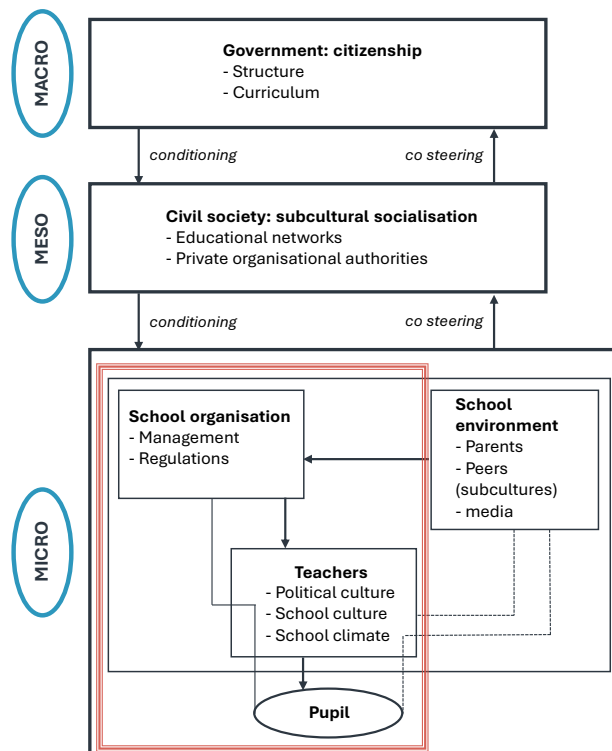 MACRO
Government: citizenship
- Structure
- Curriculum
conditioning
co steering
MESO
Civil society: subcultural socialisation
- Educational networks
- Private organisational authorities
conditioning
co steering
MICRO
School organisation
- Management
- Regulations
School
environment
- Parents
- Peers
(subcultures)
- media
Teachers
- Political culture
- School culture
- School climate
Pupil